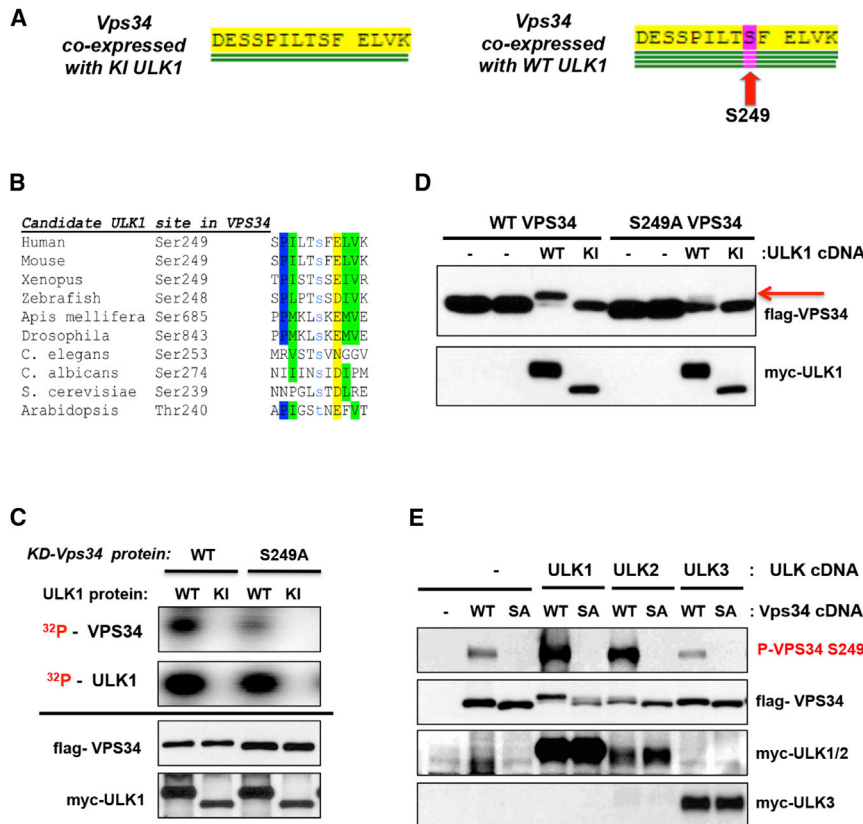 A
Vps34
co-expressed
with KI ULK1
DESSPILTSF ELVK
Vps34
co-expressed
with WT ULK1
DESSPILTSF ELVK
S249
B
Candidate ULK1 site in VPS34
Human Ser249 SPILTsFELVK
Mouse Ser249 SPILTsFELVK
Xenopus Ser249 TPISTsSEIVR
Zebrafish Ser248 SLPTsSDIVK
Apis mellifera Ser685 PPMKLsKEMVE
Drosophila Ser843 PPMKLsKEMVE
C. elegans Ser253 MRVSTsVNGGV
C. albicans Ser274 NIIINsIDIPM
S. cerevisiae Ser239 NNPGLsTDLRE
Arabidopsis Thr240 APIGStNEFVT
C
KD-Vps34 protein: WT S249A
ULK1 protein: WT KI WT KI
32P - VPS34
32P - ULK1
flag-VPS34
myc-ULK1
D
WT VPS34 S249A VPS34
- - WT KI - - WT KI :ULK1 cDNA
flag-VPS34
myc-ULK1
E
- ULK1 ULK2 ULK3 : ULK cDNA
- WT SA WT SA WT SA WT SA : Vps34 cDNA
P-VPS34 S249
flag- VPS34
myc-ULK1/2
myc-ULK3